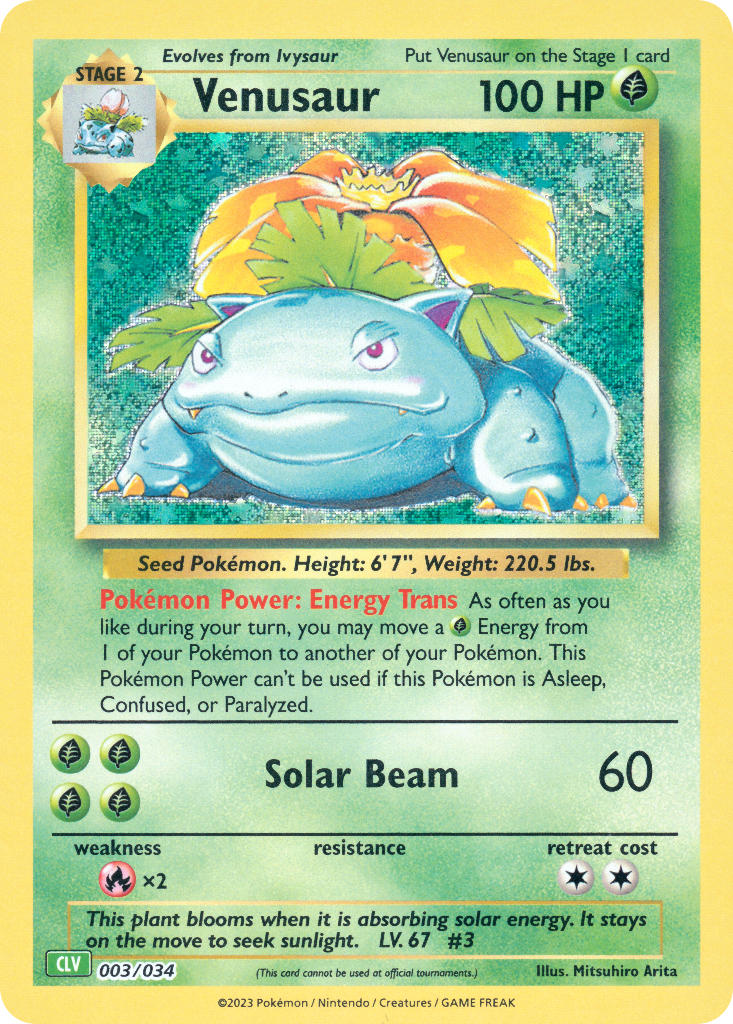 Evolves from Ivysaur Put Venusaur on the Stage 1 card
STAGE 2
Venusaur 100 HP
Seed Pokémon. Height: 6'7", Weight: 220.5 lbs.
Pokémon Power: Energy Trans As often as you
like during your turn, you may move a Energy from
1 of your Pokémon to another of your Pokémon. This
Pokémon Power can't be used if this Pokémon is Asleep,
Confused, or Paralyzed.
Solar Beam 60
weakness resistance retreat cost
×2
This plant blooms when it is absorbing solar energy. It stays
on the move to seek sunlight. LV. 67 #3
CLV 003/034 (This card cannot be used at official tournaments.) Illus. Mitsuhiro Arita
©2023 Pokémon / Nintendo / Creatures / GAME FREAK